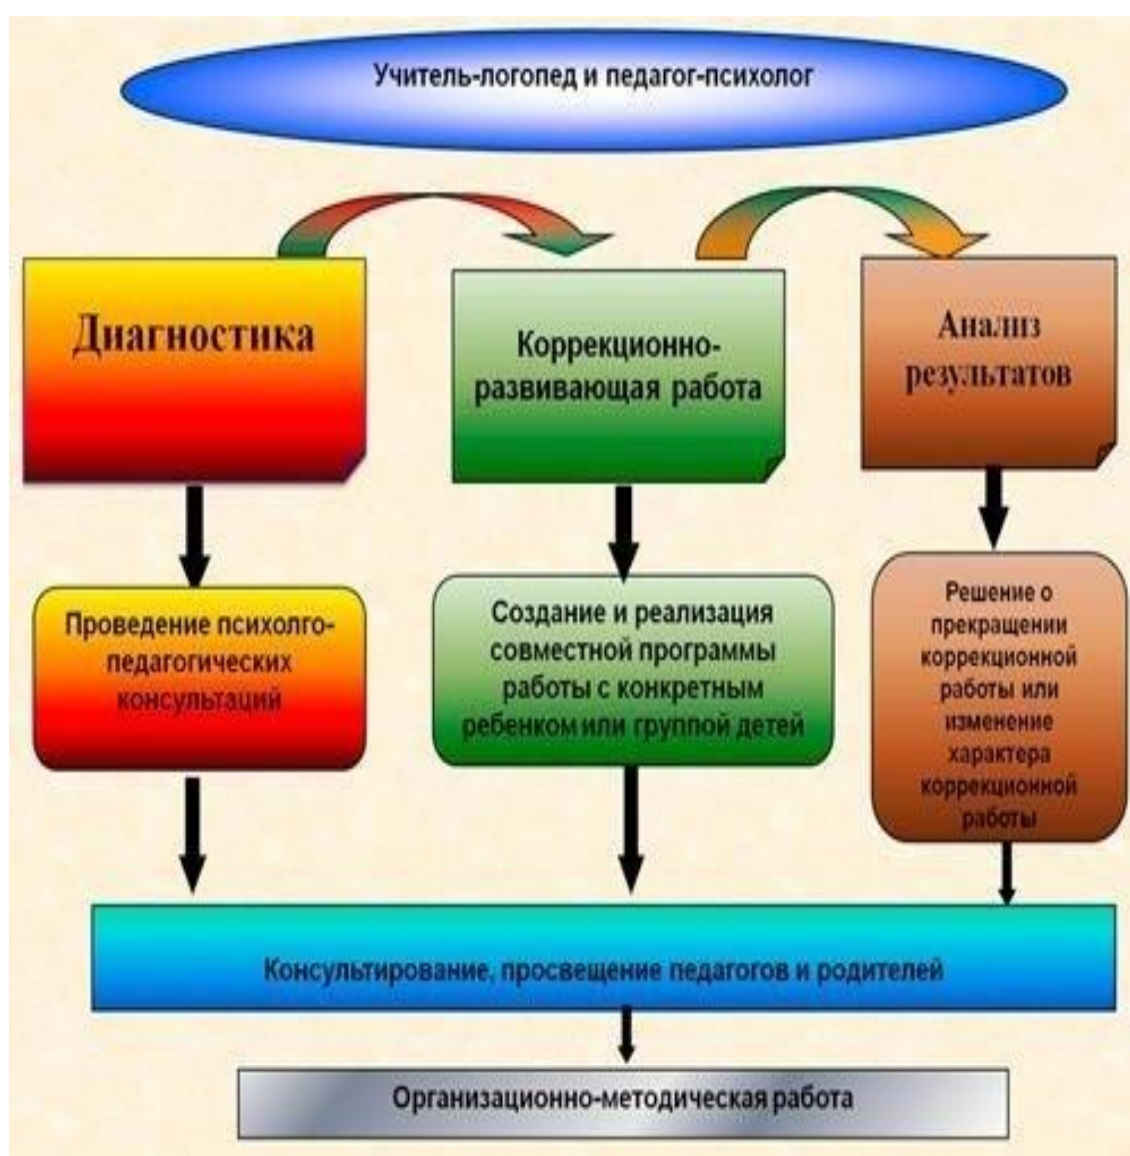 Учитель-логопед и педагог-психолог
Диагностика
Коррекционно-
развивающая работа
Анализ
результатов
Проведение психолго-
педагогических
консультаций
Создание и реализация
совместной программы
работы с конкретным
ребенком или группой детей
Решение о
прекращении
коррекционной
работы или
изменение
характера
коррекционной
работы
Консультирование, просвещение педагогов и родителей
Организационно-методическая работа